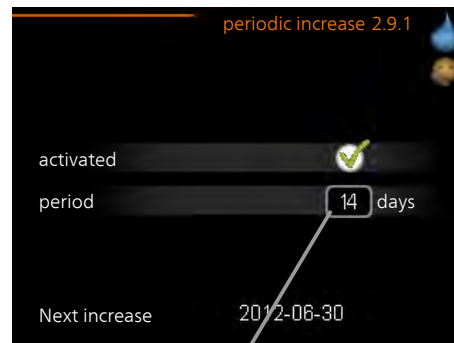 periodic increase 2.9.1
activated
period 14 days
Next increase 2012-06-30